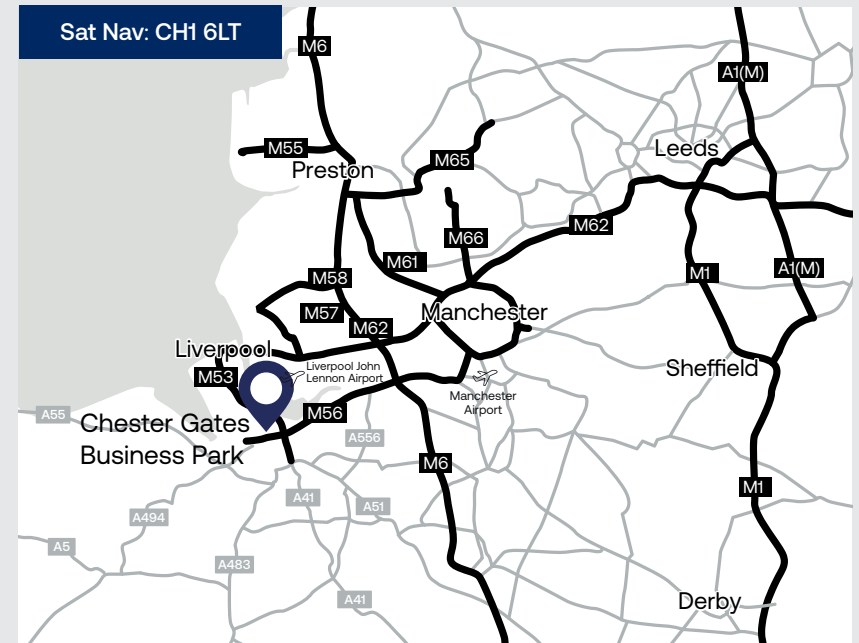 Sat Nav: CH1 6LT
M6
A1(M)
M55
Leeds
M65
Preston
M62
M66
M61
M58
M1
A1(M)
M57
Manchester
M62
Liverpool
Sheffield
Liverpool John
Lennon Airport
M53
Manchester
Airport
M56
A55
Chester Gates
Business Park
A556
M6
M1
A41
A51
A494
A5
A483
A41
Derby